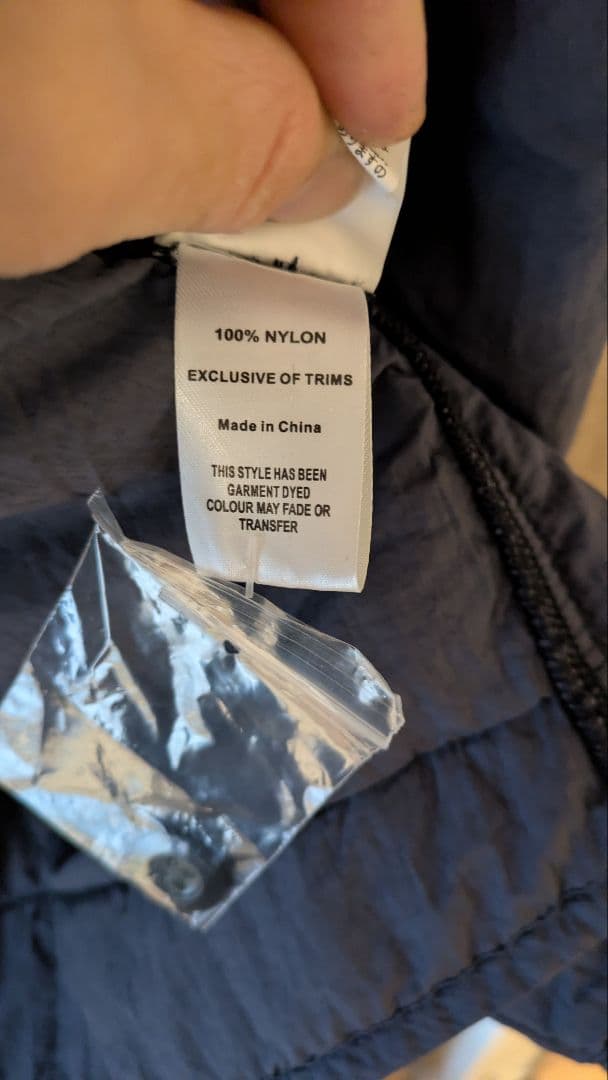 100% NYLON
EXCLUSIVE OF TRIMS
Made in China
THIS STYLE HAS BEEN
GARMENT DYED
COLOUR MAY FADE OR
TRANSFER